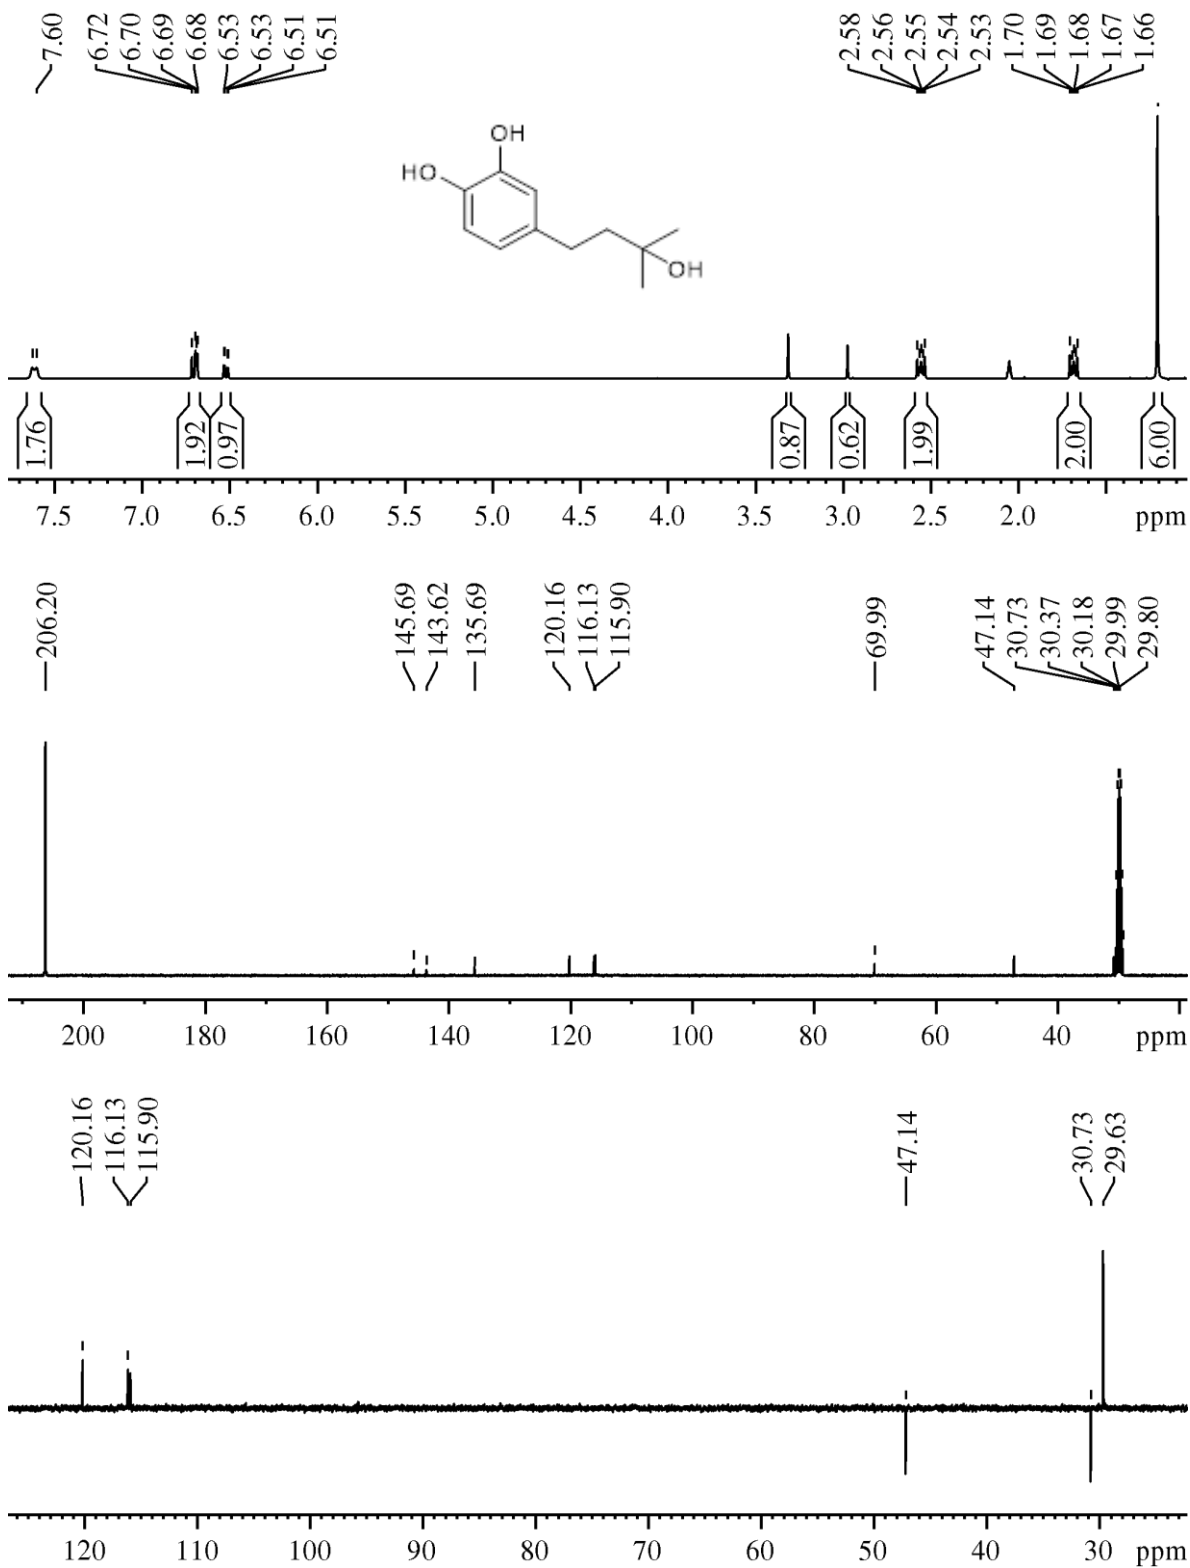 7.60 6.72 6.70 6.69 6.68 6.53 6.53 6.51 6.51 2.58 2.56 2.55 2.54 2.53 1.70 1.69 1.68 1.67 1.66
OH
HO
OH
1.76 1.92 0.97 0.87 0.62 1.99 2.00 6.00
7.5 7.0 6.5 6.0 5.5 5.0 4.5 4.0 3.5 3.0 2.5 2.0 ppm
206.20 145.69 143.62 135.69 120.16 116.13 115.90 69.99 47.14 30.73 30.37 30.18 29.99 29.80
200 180 160 140 120 100 80 60 40 ppm
120.16 116.13 115.90 47.14 30.73 29.63
120 110 100 90 80 70 60 50 40 30 ppm